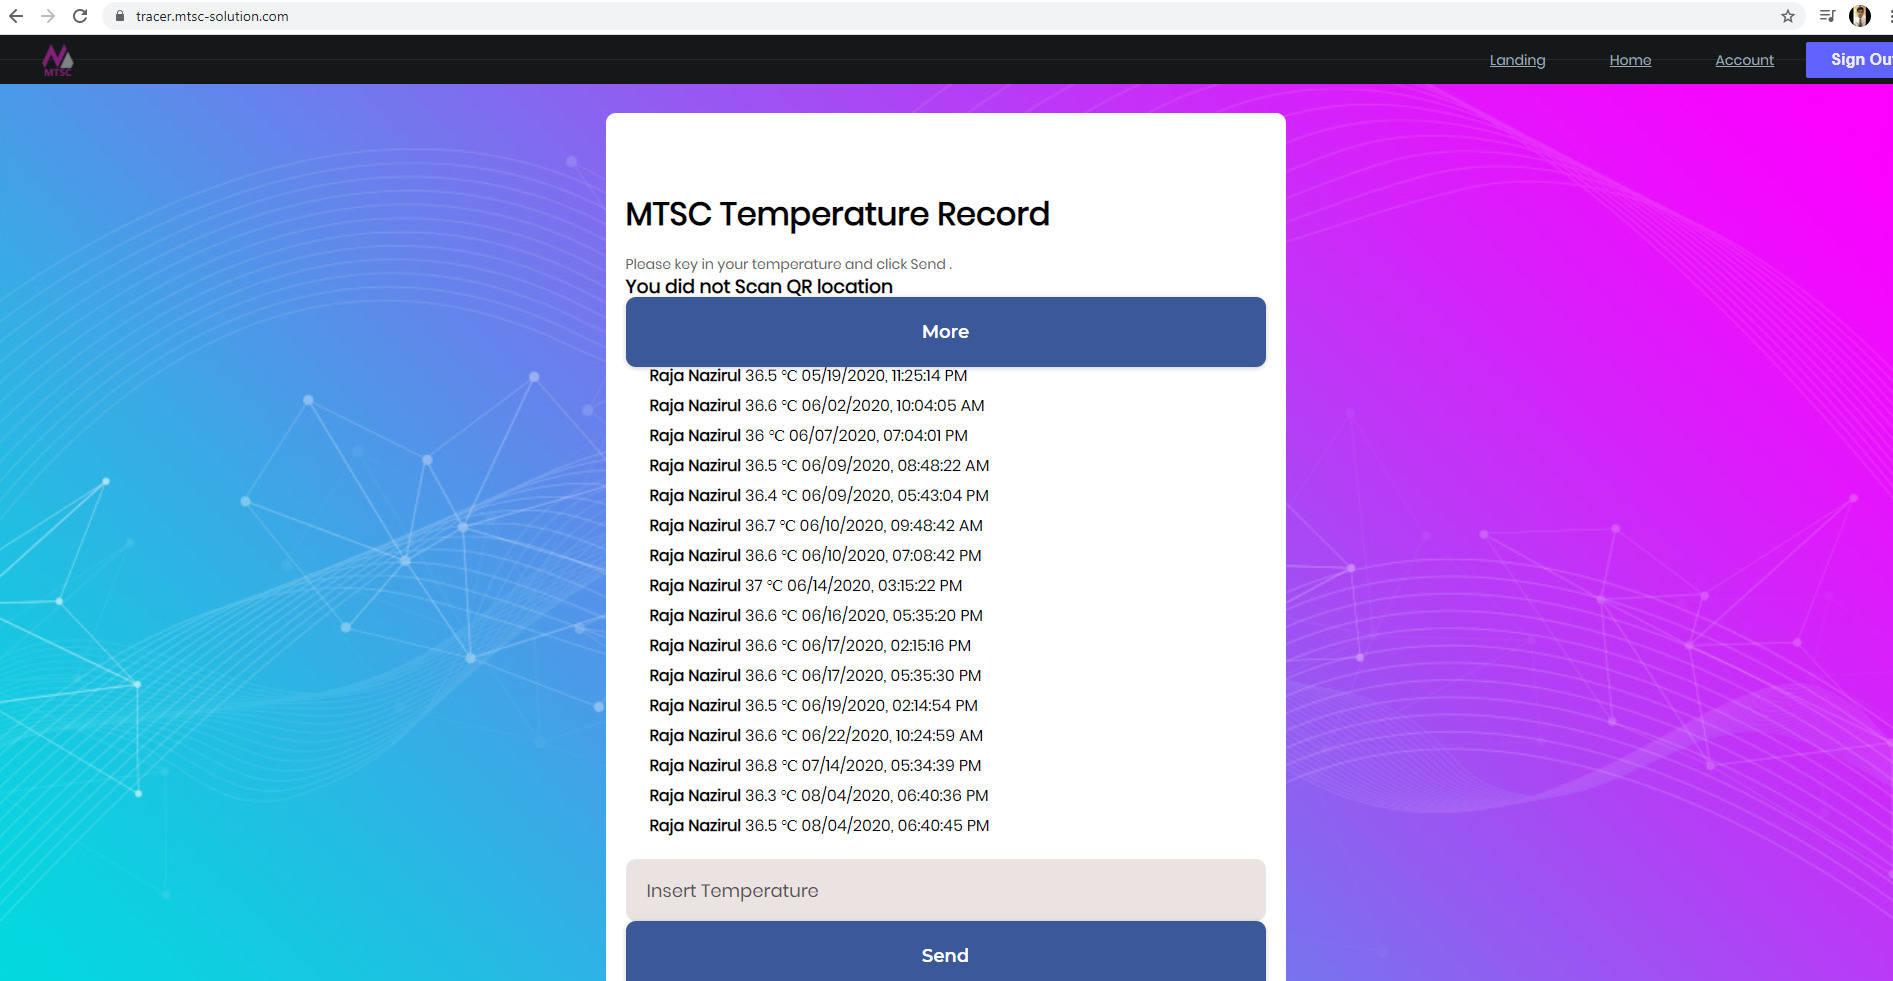 tracer.mtsc-solution.com
MTSC
Landing
Home
Account
Sign Ou
MTSC Temperature Record
Please key in your temperature and click Send .
You did not Scan QR location
More
Raja Nazirul 36.5 °C 05/19/2020, 11:25:14 PM
Raja Nazirul 36.6 °C 06/02/2020, 10:04:05 AM
Raja Nazirul 36 °C 06/07/2020, 07:04:01 PM
Raja Nazirul 36.5 °C 06/09/2020, 08:48:22 AM
Raja Nazirul 36.4 °C 06/09/2020, 05:43:04 PM
Raja Nazirul 36.7 °C 06/10/2020, 09:48:42 AM
Raja Nazirul 36.6 °C 06/10/2020, 07:08:42 PM
Raja Nazirul 37 °C 06/14/2020, 03:15:22 PM
Raja Nazirul 36.6 °C 06/16/2020, 05:35:20 PM
Raja Nazirul 36.6 °C 06/17/2020, 02:15:16 PM
Raja Nazirul 36.6 °C 06/17/2020, 05:35:30 PM
Raja Nazirul 36.5 °C 06/19/2020, 02:14:54 PM
Raja Nazirul 36.6 °C 06/22/2020, 10:24:59 AM
Raja Nazirul 36.8 °C 07/14/2020, 05:34:39 PM
Raja Nazirul 36.3 °C 08/04/2020, 06:40:36 PM
Raja Nazirul 36.5 °C 08/04/2020, 06:40:45 PM
Insert Temperature
Send